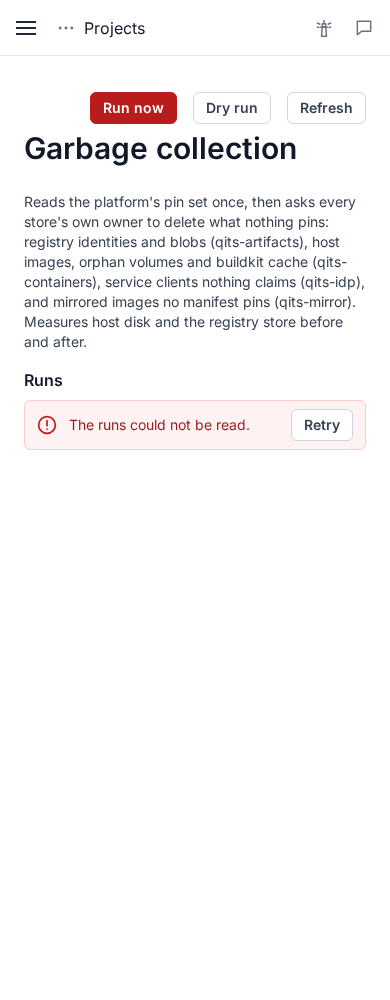 Projects
Run now
Dry run
Refresh
Garbage collection
Reads the platform's pin set once, then asks every
store's own owner to delete what nothing pins:
registry identities and blobs (qits-artifacts), host
images, orphan volumes and buildkit cache (qits-
containers), service clients nothing claims (qits-idp),
and mirrored images no manifest pins (qits-mirror).
Measures host disk and the registry store before
and after.
Runs
The runs could not be read.
Retry